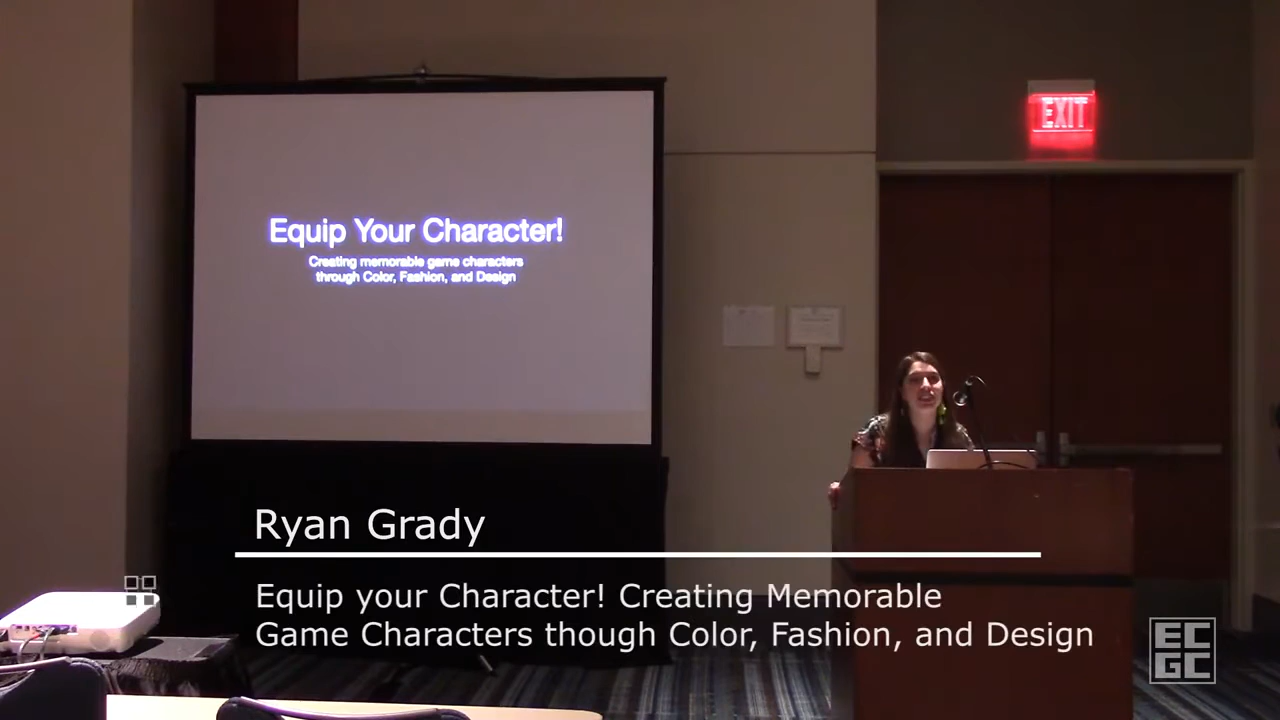 EXIT
Equip Your Character!
Creating memorable game characters
through Color, Fashion, and Design
Ryan Grady
Equip your Character! Creating Memorable
Game Characters though Color, Fashion, and Design
EC
GC